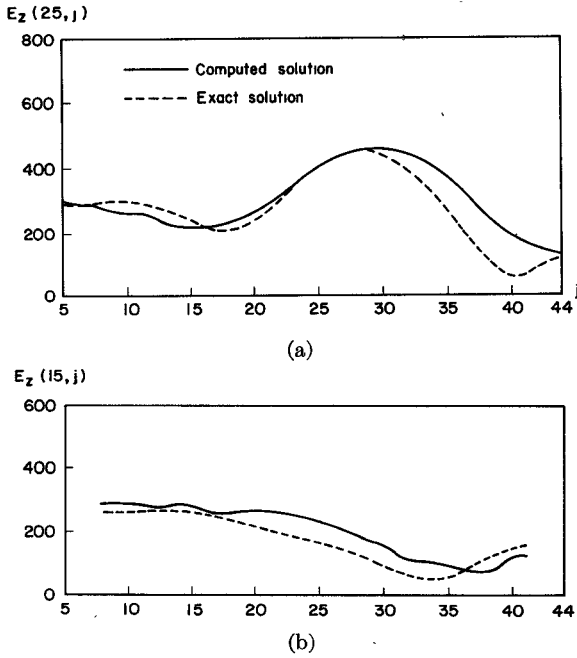 E_z (25, j)
800
600
400
200
0
Computed solution
Exact solution
5 10 15 20 25 30 35 40 44 j
(a)
E_z (15, j)
600
400
200
0
5 10 15 20 25 30 35 40 44
(b)